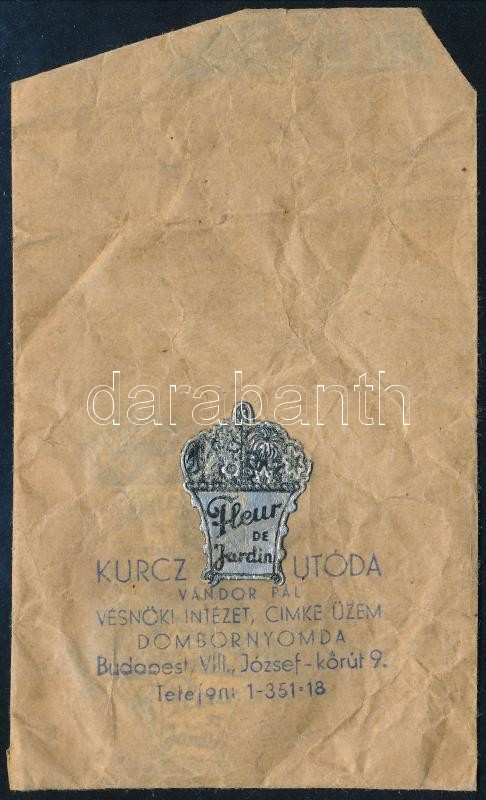 darabanth
Fleur
DE
Jardin
KURCZ UTÓDA
VÁNDOR PÁL
VÉSNÖKI INTÉZET, CIMKE ÜZEM
DOMBORNYOMDA
Budapest, VIII., József-kőrút 9.
Telefon: 1-351-18